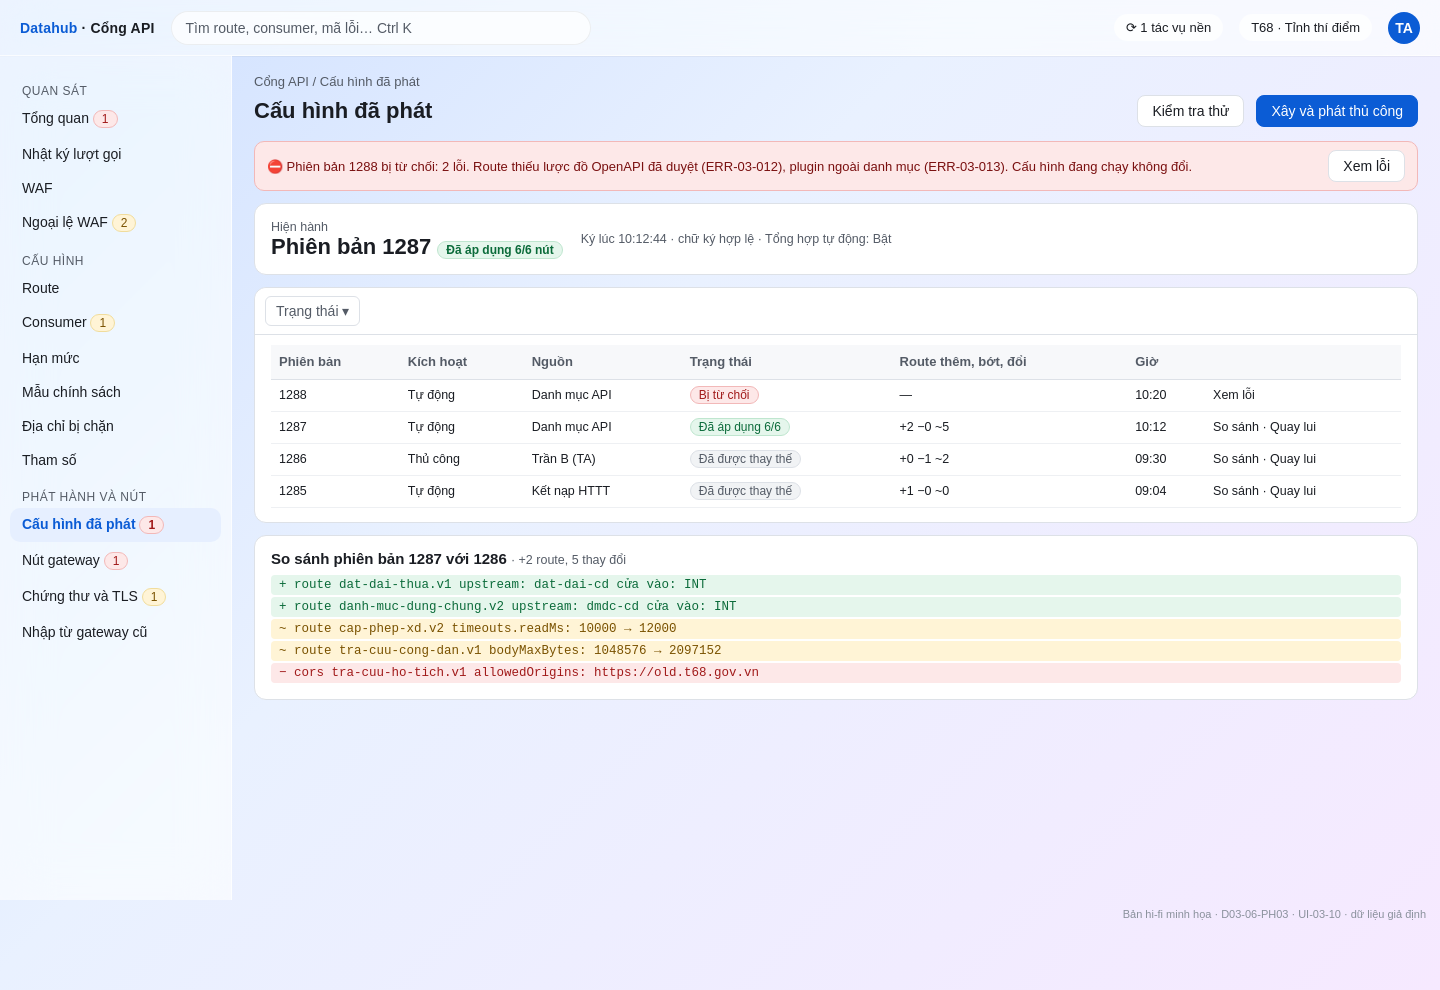 Datahub · Cổng API
Tìm route, consumer, mã lỗi… Ctrl K
⟳ 1 tác vụ nền
T68 · Tỉnh thí điểm
TA
QUAN SÁT
Tổng quan 1
Nhật ký lượt gọi
WAF
Ngoại lệ WAF 2
CẤU HÌNH
Route
Consumer 1
Hạn mức
Mẫu chính sách
Địa chỉ bị chặn
Tham số
PHÁT HÀNH VÀ NÚT
Cấu hình đã phát 1
Nút gateway 1
Chứng thư và TLS 1
Nhập từ gateway cũ
Cổng API / Cấu hình đã phát
Cấu hình đã phát
Kiểm tra thử
Xây và phát thủ công
⛔ Phiên bản 1288 bị từ chối: 2 lỗi. Route thiếu lược đồ OpenAPI đã duyệt (ERR-03-012), plugin ngoài danh mục (ERR-03-013). Cấu hình đang chạy không đổi.
Xem lỗi
Hiện hành
Phiên bản 1287 Đã áp dụng 6/6 nút
Ký lúc 10:12:44 · chữ ký hợp lệ · Tổng hợp tự động: Bật
Trạng thái ▾
Phiên bản Kích hoạt Nguồn Trạng thái Route thêm, bớt, đổi Giờ
1288 Tự động Danh mục API Bị từ chối — 10:20 Xem lỗi
1287 Tự động Danh mục API Đã áp dụng 6/6 +2 −0 ~5 10:12 So sánh · Quay lui
1286 Thủ công Trần B (TA) Đã được thay thế +0 −1 ~2 09:30 So sánh · Quay lui
1285 Tự động Kết nạp HTTT Đã được thay thế +1 −0 ~0 09:04 So sánh · Quay lui
So sánh phiên bản 1287 với 1286 · +2 route, 5 thay đổi
+ route dat-dai-thua.v1 upstream: dat-dai-cd cửa vào: INT
+ route danh-muc-dung-chung.v2 upstream: dmdc-cd cửa vào: INT
~ route cap-phep-xd.v2 timeouts.readMs: 10000 → 12000
~ route tra-cuu-cong-dan.v1 bodyMaxBytes: 1048576 → 2097152
− cors tra-cuu-ho-tich.v1 allowedOrigins: https://old.t68.gov.vn
Bản hi-fi minh họa · D03-06-PH03 · UI-03-10 · dữ liệu giả định